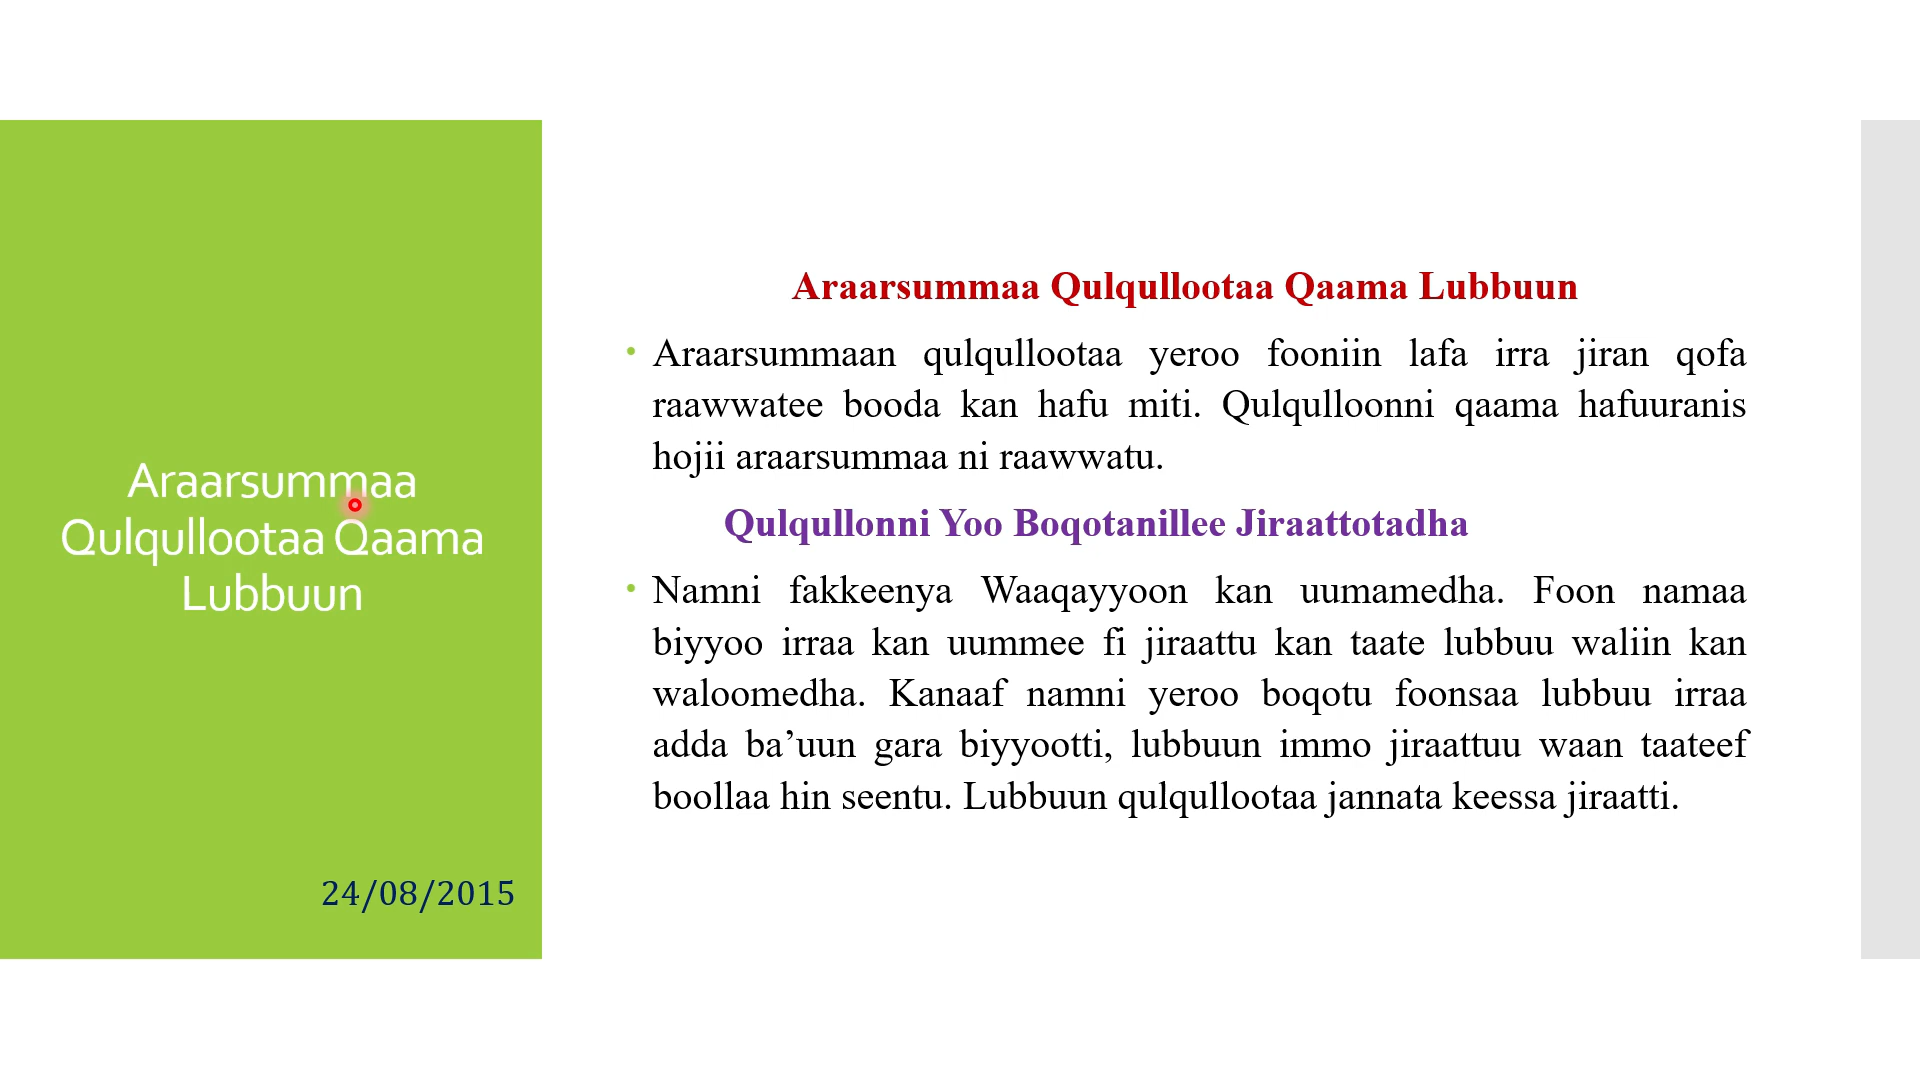 Araarsummaa
Qulqullootaa Qaama
Lubbuun
24/08/2015
Araarsummaa Qulqullootaa Qaama Lubbuun
• Araarsummaan qulqullootaa yeroo fooniin lafa irra jiran qofa
raawwatee booda kan hafu miti. Qulqulloonni qaama hafuuranis
hojii araarsummaa ni raawwatu.
Qulqullonni Yoo Boqotanillee Jiraattotadha
• Namni fakkeenya Waaqayyoon kan uumamedha. Foon namaa
biyyoo irraa kan uummee fi jiraattu kan taate lubbuu waliin kan
waloomedha. Kanaaf namni yeroo boqotu foonsaa lubbuu irraa
adda ba’uun gara biyyootti, lubbuun immo jiraattuu waan taateef
boollaa hin seentu. Lubbuun qulqullootaa jannata keessa jiraatti.